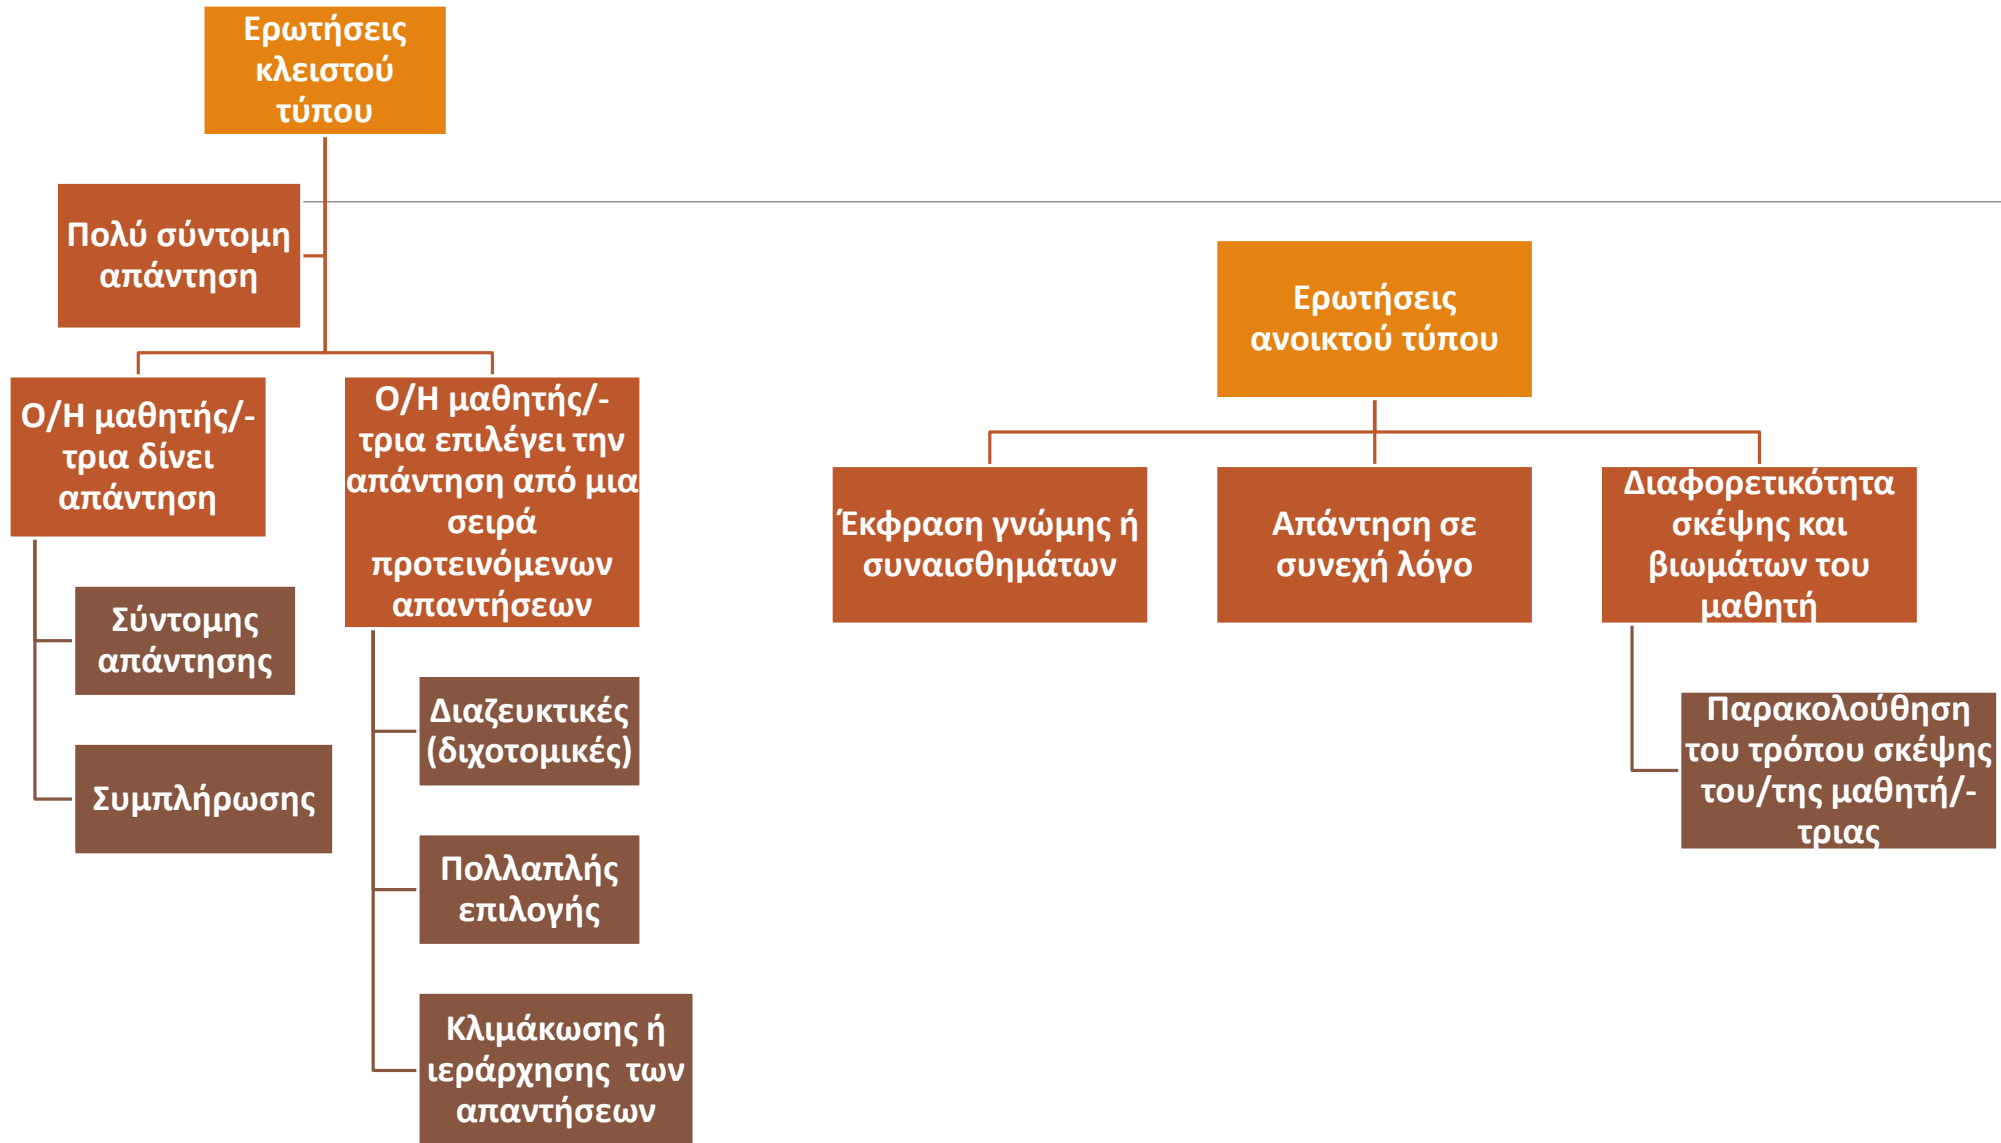 Ερωτήσεις
κλειστού
τύπου
Πολύ σύντομη
απάντηση
Ο/Η μαθητής/-
τρια δίνει
απάντηση
Σύντομης
απάντησης
Συμπλήρωσης
Ο/Η μαθητής/-
τρια επιλέγει την
απάντηση από μια
σειρά
προτεινόμενων
απαντήσεων
Διαζευκτικές
(διχοτομικές)
Πολλαπλής
επιλογής
Κλιμάκωσης ή
ιεράρχησης των
απαντήσεων
Ερωτήσεις
ανοικτού τύπου
Έκφραση γνώμης ή
συναισθημάτων
Απάντηση σε
συνεχή λόγο
Διαφορετικότητα
σκέψης και
βιωμάτων του
μαθητή
Παρακολούθηση
του τρόπου σκέψης
του/της μαθητή/-
τριας